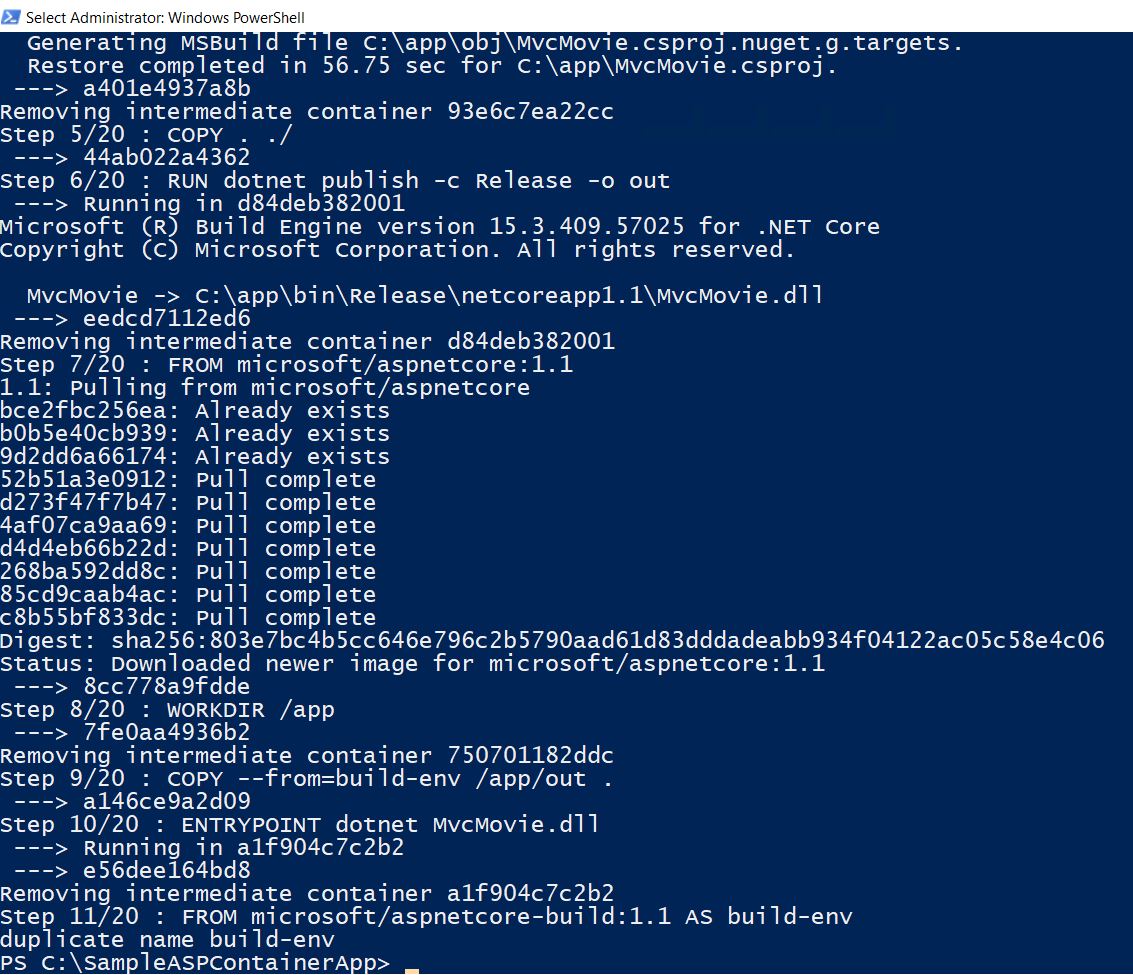 Select Administrator: Windows PowerShell
Generating MSBuild file C:\app\obj\MvcMovie.csproj.nuget.g.targets.
Restore completed in 56.75 sec for C:\app\MvcMovie.csproj.
---> a401e4937a8b
Removing intermediate container 93e6c7ea22cc
Step 5/20 : COPY . ./
---> 44ab022a4362
Step 6/20 : RUN dotnet publish -c Release -o out
---> Running in d84deb382001
Microsoft (R) Build Engine version 15.3.409.57025 for .NET Core
Copyright (C) Microsoft Corporation. All rights reserved.
MvcMovie -> C:\app\bin\Release\netcoreapp1.1\MvcMovie.dll
---> eedcd7112ed6
Removing intermediate container d84deb382001
Step 7/20 : FROM microsoft/aspnetcore:1.1
1.1: Pulling from microsoft/aspnetcore
bce2fbc256ea: Already exists
b0b5e40cb939: Already exists
9d2dd6a66174: Already exists
52b51a3e0912: Pull complete
d273f47f7b47: Pull complete
4af07ca9aa69: Pull complete
d4d4eb66b22d: Pull complete
268ba592dd8c: Pull complete
85cd9caab4ac: Pull complete
c8b55bf833dc: Pull complete
Digest: sha256:803e7bc4b5cc646e796c2b5790aad61d83dddadeabb934f04122ac05c58e4c06
Status: Downloaded newer image for microsoft/aspnetcore:1.1
---> 8cc778a9fdde
Step 8/20 : WORKDIR /app
---> 7fe0aa4936b2
Removing intermediate container 750701182ddc
Step 9/20 : COPY --from=build-env /app/out .
---> a146ce9a2d09
Step 10/20 : ENTRYPOINT dotnet MvcMovie.dll
---> Running in a1f904c7c2b2
---> e56dee164bd8
Removing intermediate container a1f904c7c2b2
Step 11/20 : FROM microsoft/aspnetcore-build:1.1 AS build-env
duplicate name build-env
PS C:\SampleASPContainerApp>